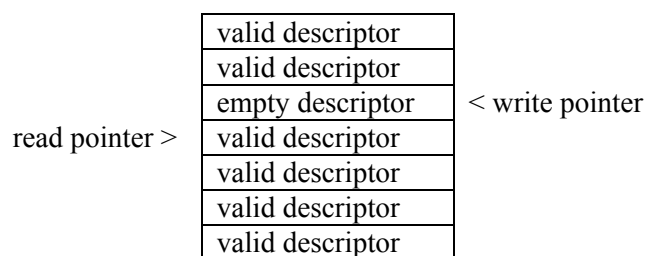 valid descriptor
valid descriptor
empty descriptor < write pointer
read pointer > valid descriptor
valid descriptor
valid descriptor
valid descriptor